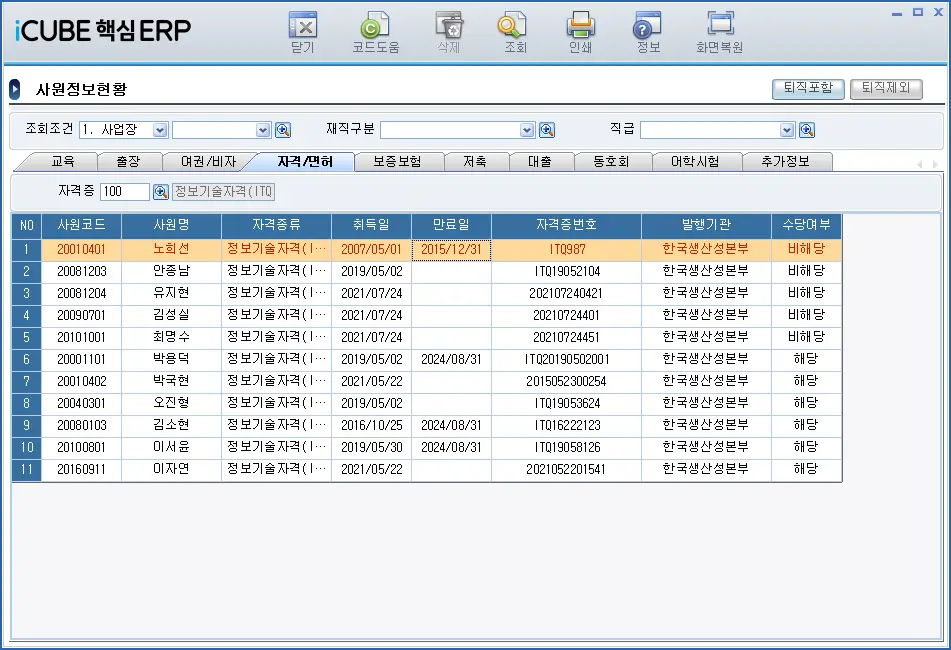 iCUBE 핵심ERP
닫기 코드도움 삭제 조회 인쇄 정보 화면복원
사원정보현황 퇴직포함 퇴직제외
조회조건 1. 사업장 재직구분 직급
교육 출장 여권/비자 자격/면허 보증보험 저축 대출 동호회 어학시험 추가정보
자격증 100 정보기술자격(ITQ
NO 사원코드 사원명 자격증류 취득일 만료일 자격증번호 발행기관 수당여부
1 20010401 노희선 정보기술자격(I… 2007/05/01 2015/12/31 ITQ987 한국생산성본부 비해당
2 20081203 안종남 정보기술자격(I… 2019/05/02 ITQ19052104 한국생산성본부 비해당
3 20081204 유지현 정보기술자격(I… 2021/07/24 202107240421 한국생산성본부 비해당
4 20090701 김성실 정보기술자격(I… 2021/07/24 20210724401 한국생산성본부 비해당
5 20101001 최명수 정보기술자격(I… 2021/07/24 20210724451 한국생산성본부 비해당
6 20001101 박용덕 정보기술자격(I… 2019/05/02 2024/08/31 ITQ20190502001 한국생산성본부 해당
7 20010402 박국현 정보기술자격(I… 2021/05/22 2015052300254 한국생산성본부 해당
8 20040301 오진형 정보기술자격(I… 2019/05/02 ITQ19053624 한국생산성본부 해당
9 20080103 김소현 정보기술자격(I… 2016/10/25 2024/08/31 ITQ16222123 한국생산성본부 해당
10 20100801 이서윤 정보기술자격(I… 2019/05/30 2024/08/31 ITQ19058126 한국생산성본부 해당
11 20160911 이자연 정보기술자격(I… 2021/05/22 2021052201541 한국생산성본부 해당